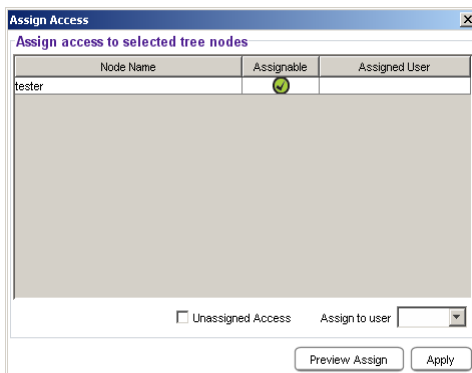 Assign Access
Assign access to selected tree nodes
Node Name Assignable Assigned User
tester
Unassigned Access Assign to user
Preview Assign Apply